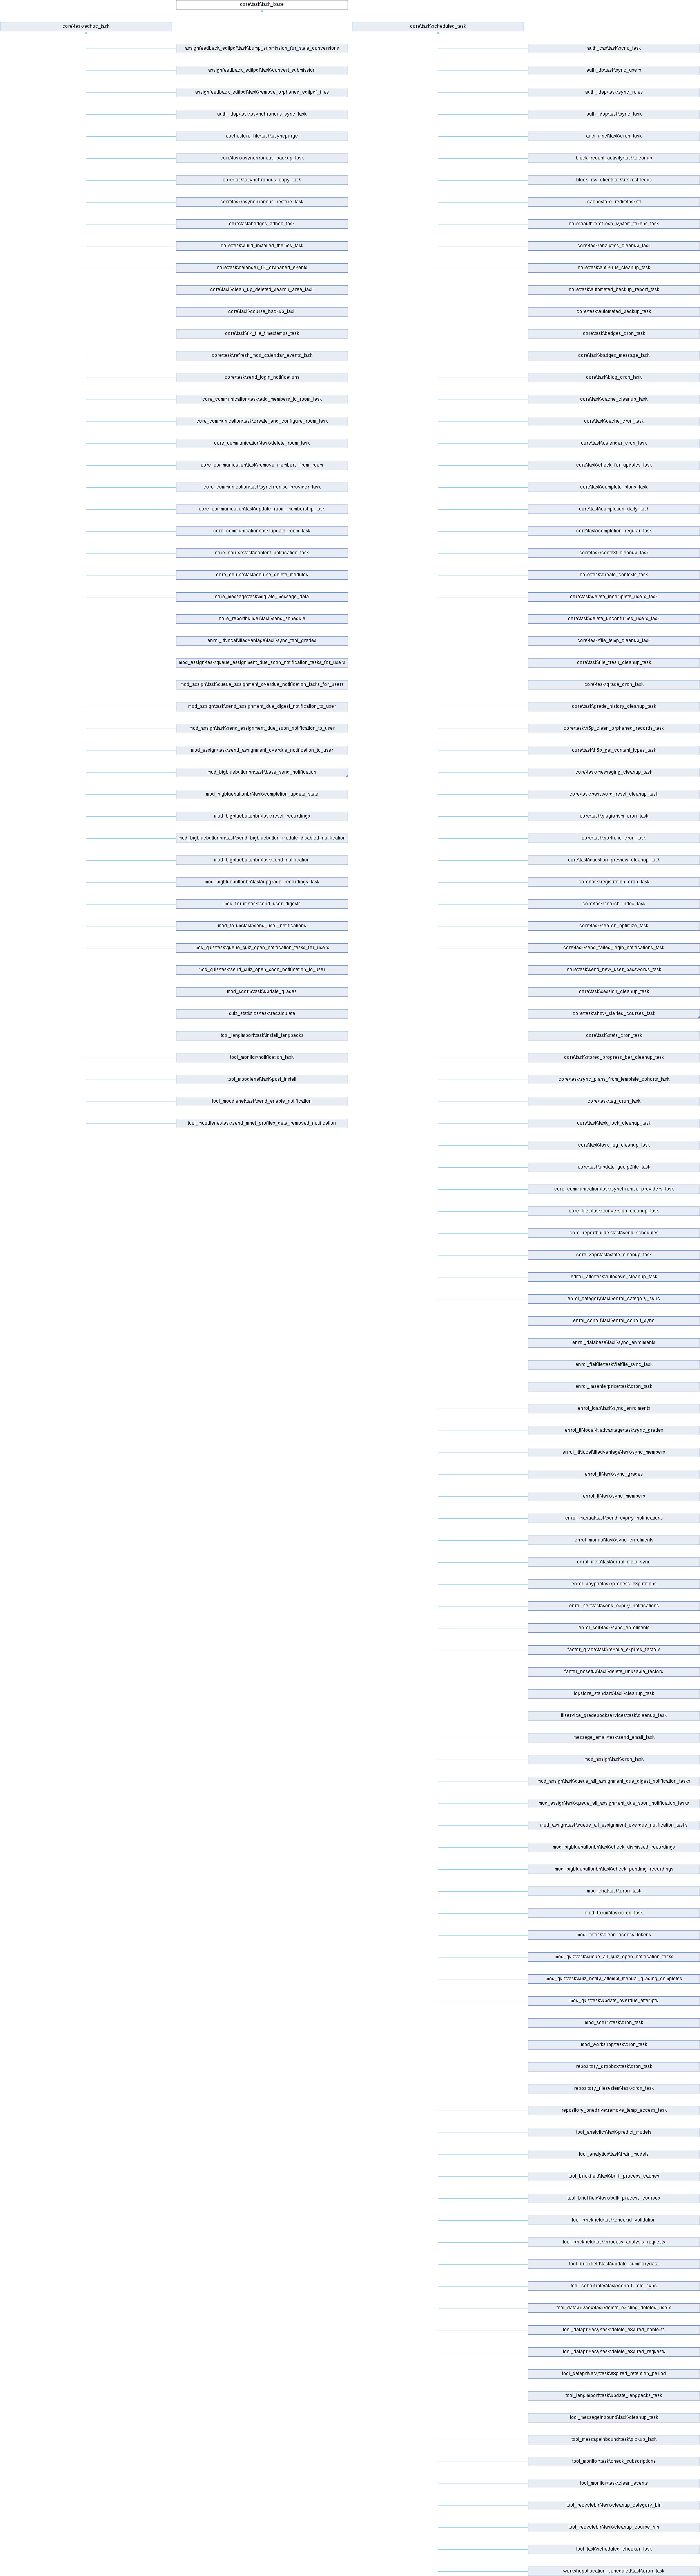 core\task\task_base
core\task\adhoc_task
core\task\scheduled_task
assignfeedback_editpdf\task\bump_submission_for_stale_conversions
assignfeedback_editpdf\task\convert_submission
assignfeedback_editpdf\task\remove_orphaned_editpdf_files
auth_ldap\task\asynchronous_sync_task
cachestore_file\task\asyncpurge
core\task\asynchronous_backup_task
core\task\asynchronous_copy_task
core\task\asynchronous_restore_task
core\task\badges_adhoc_task
core\task\build_installed_themes_task
core\task\calendar_fix_orphaned_events
core\task\clean_up_deleted_search_area_task
core\task\course_backup_task
core\task\fix_file_timestamps_task
core\task\refresh_mod_calendar_events_task
core\task\send_login_notifications
core_communication\task\add_members_to_room_task
core_communication\task\create_and_configure_room_task
core_communication\task\delete_room_task
core_communication\task\remove_members_from_room
core_communication\task\synchronise_provider_task
core_communication\task\update_room_membership_task
core_communication\task\update_room_task
core_course\task\content_notification_task
core_course\task\course_delete_modules
core_message\task\migrate_message_data
core_reportbuilder\task\send_schedule
enrol_lti\local\ltiadvantage\task\sync_tool_grades
mod_assign\task\queue_assignment_due_soon_notification_tasks_for_users
mod_assign\task\queue_assignment_overdue_notification_tasks_for_users
mod_assign\task\send_assignment_due_digest_notification_to_user
mod_assign\task\send_assignment_due_soon_notification_to_user
mod_assign\task\send_assignment_overdue_notification_to_user
mod_bigbluebuttonbn\task\base_send_notification
mod_bigbluebuttonbn\task\completion_update_state
mod_bigbluebuttonbn\task\reset_recordings
mod_bigbluebuttonbn\task\send_bigbluebutton_module_disabled_notification
mod_bigbluebuttonbn\task\send_notification
mod_bigbluebuttonbn\task\upgrade_recordings_task
mod_forum\task\send_user_digests
mod_forum\task\send_user_notifications
mod_quiz\task\queue_quiz_open_notification_tasks_for_users
mod_quiz\task\send_quiz_open_soon_notification_to_user
mod_scorm\task\update_grades
quiz_statistics\task\recalculate
tool_langimport\task\install_langpacks
tool_monitor\notification_task
tool_moodlenet\task\post_install
tool_moodlenet\task\send_enable_notification
tool_moodlenet\task\send_mnet_profiles_data_removed_notification
auth_cas\task\sync_task
auth_db\task\sync_users
auth_ldap\task\sync_roles
auth_ldap\task\sync_task
auth_mnet\task\cron_task
block_recent_activity\task\cleanup
block_rss_client\task\refreshfeeds
cachestore_redis\task\ttl
core\oauth2\refresh_system_tokens_task
core\task\analytics_cleanup_task
core\task\antivirus_cleanup_task
core\task\automated_backup_report_task
core\task\automated_backup_task
core\task\badges_cron_task
core\task\badges_message_task
core\task\blog_cron_task
core\task\cache_cleanup_task
core\task\cache_cron_task
core\task\calendar_cron_task
core\task\check_for_updates_task
core\task\complete_plans_task
core\task\completion_daily_task
core\task\completion_regular_task
core\task\context_cleanup_task
core\task\create_contexts_task
core\task\delete_incomplete_users_task
core\task\delete_unconfirmed_users_task
core\task\file_temp_cleanup_task
core\task\file_trash_cleanup_task
core\task\grade_cron_task
core\task\grade_history_cleanup_task
core\task\h5p_clean_orphaned_records_task
core\task\h5p_get_content_types_task
core\task\messaging_cleanup_task
core\task\password_reset_cleanup_task
core\task\plagiarism_cron_task
core\task\portfolio_cron_task
core\task\question_preview_cleanup_task
core\task\registration_cron_task
core\task\search_index_task
core\task\search_optimize_task
core\task\send_failed_login_notifications_task
core\task\send_new_user_passwords_task
core\task\session_cleanup_task
core\task\show_started_courses_task
core\task\stats_cron_task
core\task\stored_progress_bar_cleanup_task
core\task\sync_plans_from_template_cohorts_task
core\task\tag_cron_task
core\task\task_lock_cleanup_task
core\task\task_log_cleanup_task
core\task\update_geoip2file_task
core_communication\task\synchronise_providers_task
core_files\task\conversion_cleanup_task
core_reportbuilder\task\send_schedules
core_xapi\task\state_cleanup_task
editor_atto\task\autosave_cleanup_task
enrol_category\task\enrol_category_sync
enrol_cohort\task\enrol_cohort_sync
enrol_database\task\sync_enrolments
enrol_flatfile\task\flatfile_sync_task
enrol_imsenterprise\task\cron_task
enrol_ldap\task\sync_enrolments
enrol_lti\local\ltiadvantage\task\sync_grades
enrol_lti\local\ltiadvantage\task\sync_members
enrol_lti\task\sync_grades
enrol_lti\task\sync_members
enrol_manual\task\send_expiry_notifications
enrol_manual\task\sync_enrolments
enrol_meta\task\enrol_meta_sync
enrol_paypal\task\process_expirations
enrol_self\task\send_expiry_notifications
enrol_self\task\sync_enrolments
factor_grace\task\revoke_expired_factors
factor_nosetup\task\delete_unusable_factors
logstore_standard\task\cleanup_task
ltiservice_gradebookservices\task\cleanup_task
message_email\task\send_email_task
mod_assign\task\cron_task
mod_assign\task\queue_all_assignment_due_digest_notification_tasks
mod_assign\task\queue_all_assignment_due_soon_notification_tasks
mod_assign\task\queue_all_assignment_overdue_notification_tasks
mod_bigbluebuttonbn\task\check_dismissed_recordings
mod_bigbluebuttonbn\task\check_pending_recordings
mod_chat\task\cron_task
mod_forum\task\cron_task
mod_lti\task\clean_access_tokens
mod_quiz\task\queue_all_quiz_open_notification_tasks
mod_quiz\task\quiz_notify_attempt_manual_grading_completed
mod_quiz\task\update_overdue_attempts
mod_scorm\task\cron_task
mod_workshop\task\cron_task
repository_dropbox\task\cron_task
repository_filesystem\task\cron_task
repository_onedrive\remove_temp_access_task
tool_analytics\task\predict_models
tool_analytics\task\train_models
tool_brickfield\task\bulk_process_caches
tool_brickfield\task\bulk_process_courses
tool_brickfield\task\checkid_validation
tool_brickfield\task\process_analysis_requests
tool_brickfield\task\update_summarydata
tool_cohortroles\task\cohort_role_sync
tool_dataprivacy\task\delete_existing_deleted_users
tool_dataprivacy\task\delete_expired_contexts
tool_dataprivacy\task\delete_expired_requests
tool_dataprivacy\task\expired_retention_period
tool_langimport\task\update_langpacks_task
tool_messageinbound\task\cleanup_task
tool_messageinbound\task\pickup_task
tool_monitor\task\check_subscriptions
tool_monitor\task\clean_events
tool_recyclebin\task\cleanup_category_bin
tool_recyclebin\task\cleanup_course_bin
tool_task\scheduled_checker_task
workshopallocation_scheduled\task\cron_task